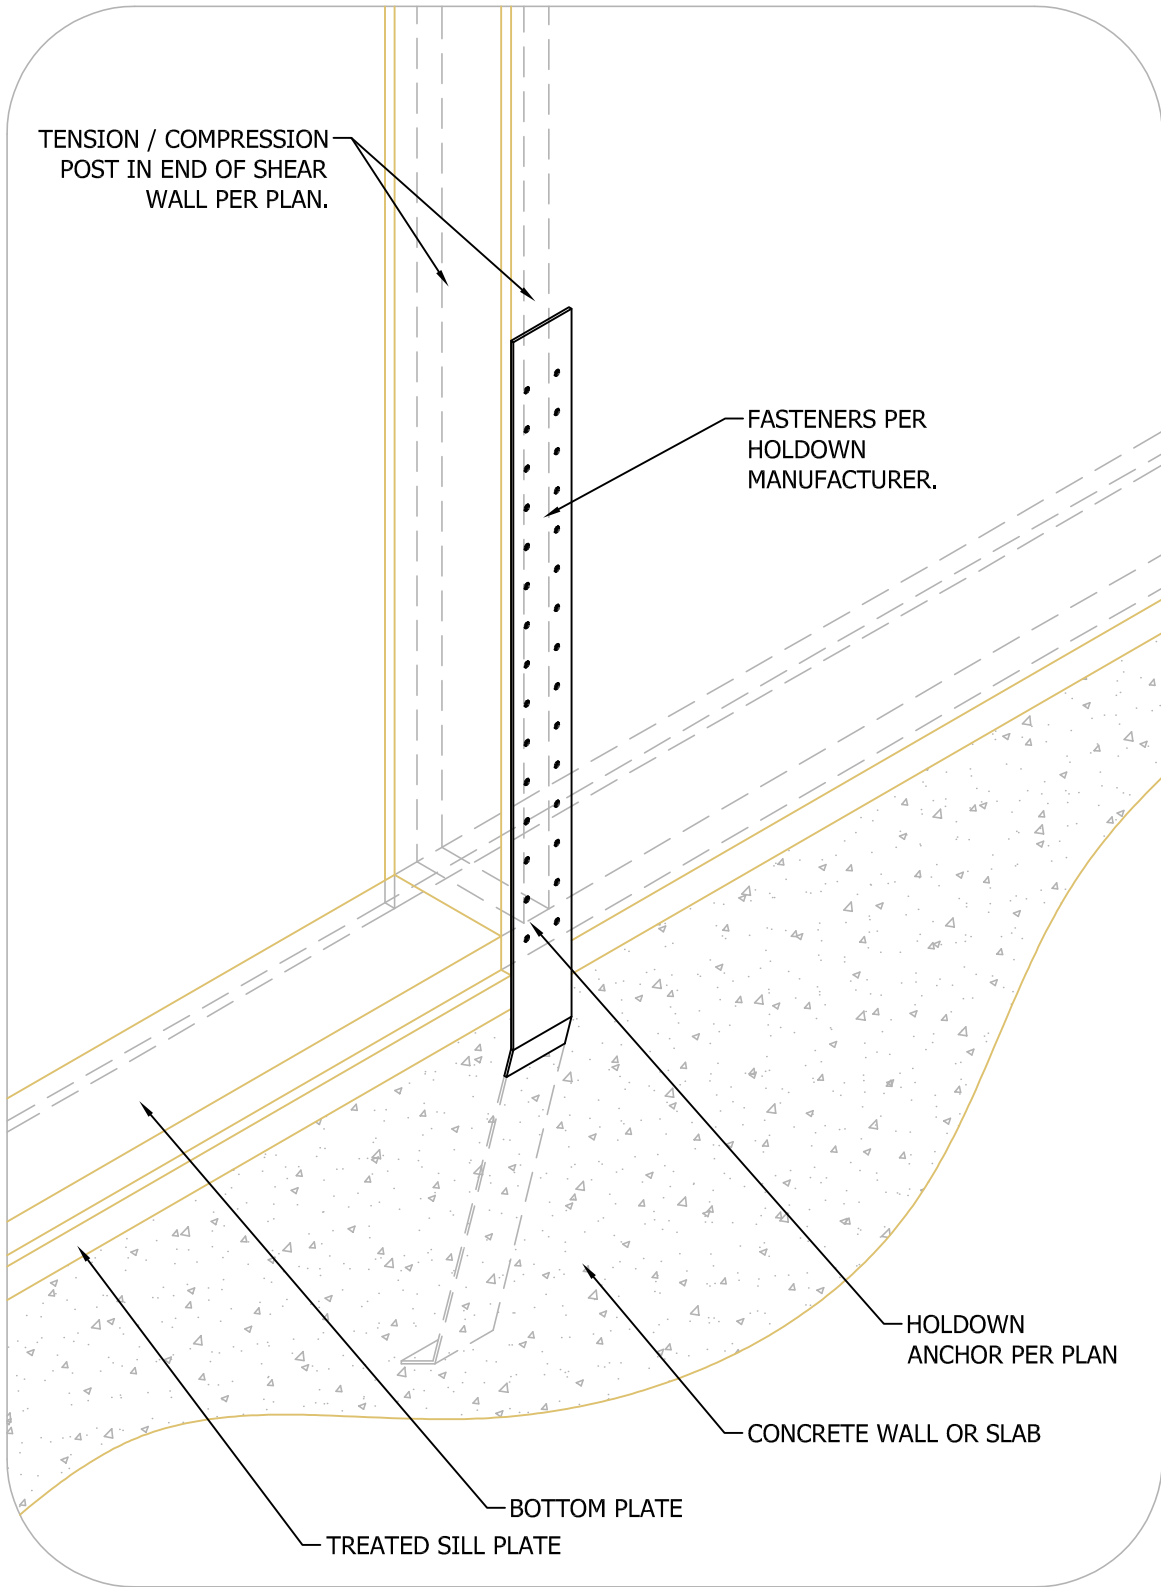 TENSION / COMPRESSION
POST IN END OF SHEAR
WALL PER PLAN.
FASTENERS PER
HOLDOWN
MANUFACTURER.
HOLDOWN
ANCHOR PER PLAN
CONCRETE WALL OR SLAB
BOTTOM PLATE
TREATED SILL PLATE